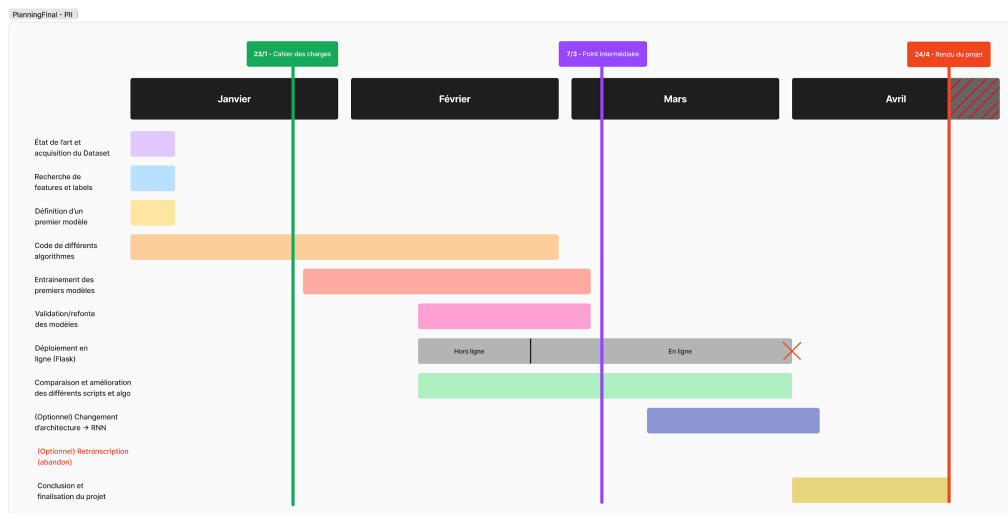 PlanningFinal - PII
23/1 - Cahier des charges
7/3 - Point intermédiaire
24/4 - Rendu du projet
Janvier
Février
Mars
Avril
État de l'art et
acquisition du Dataset
Recherche de
features et labels
Définition d'un
premier modèle
Code de différents
algorithmes
Entrainement des
premiers modèles
Validation/refonte
des modèles
Déploiement en
ligne (Flask)
Hors ligne
En ligne
Comparaison et amélioration
des différents scripts et algo
(Optionnel) Changement
d'architecture → RNN
(Optionnel) Retranscription
(abandon)
Conclusion et
finalisation du projet